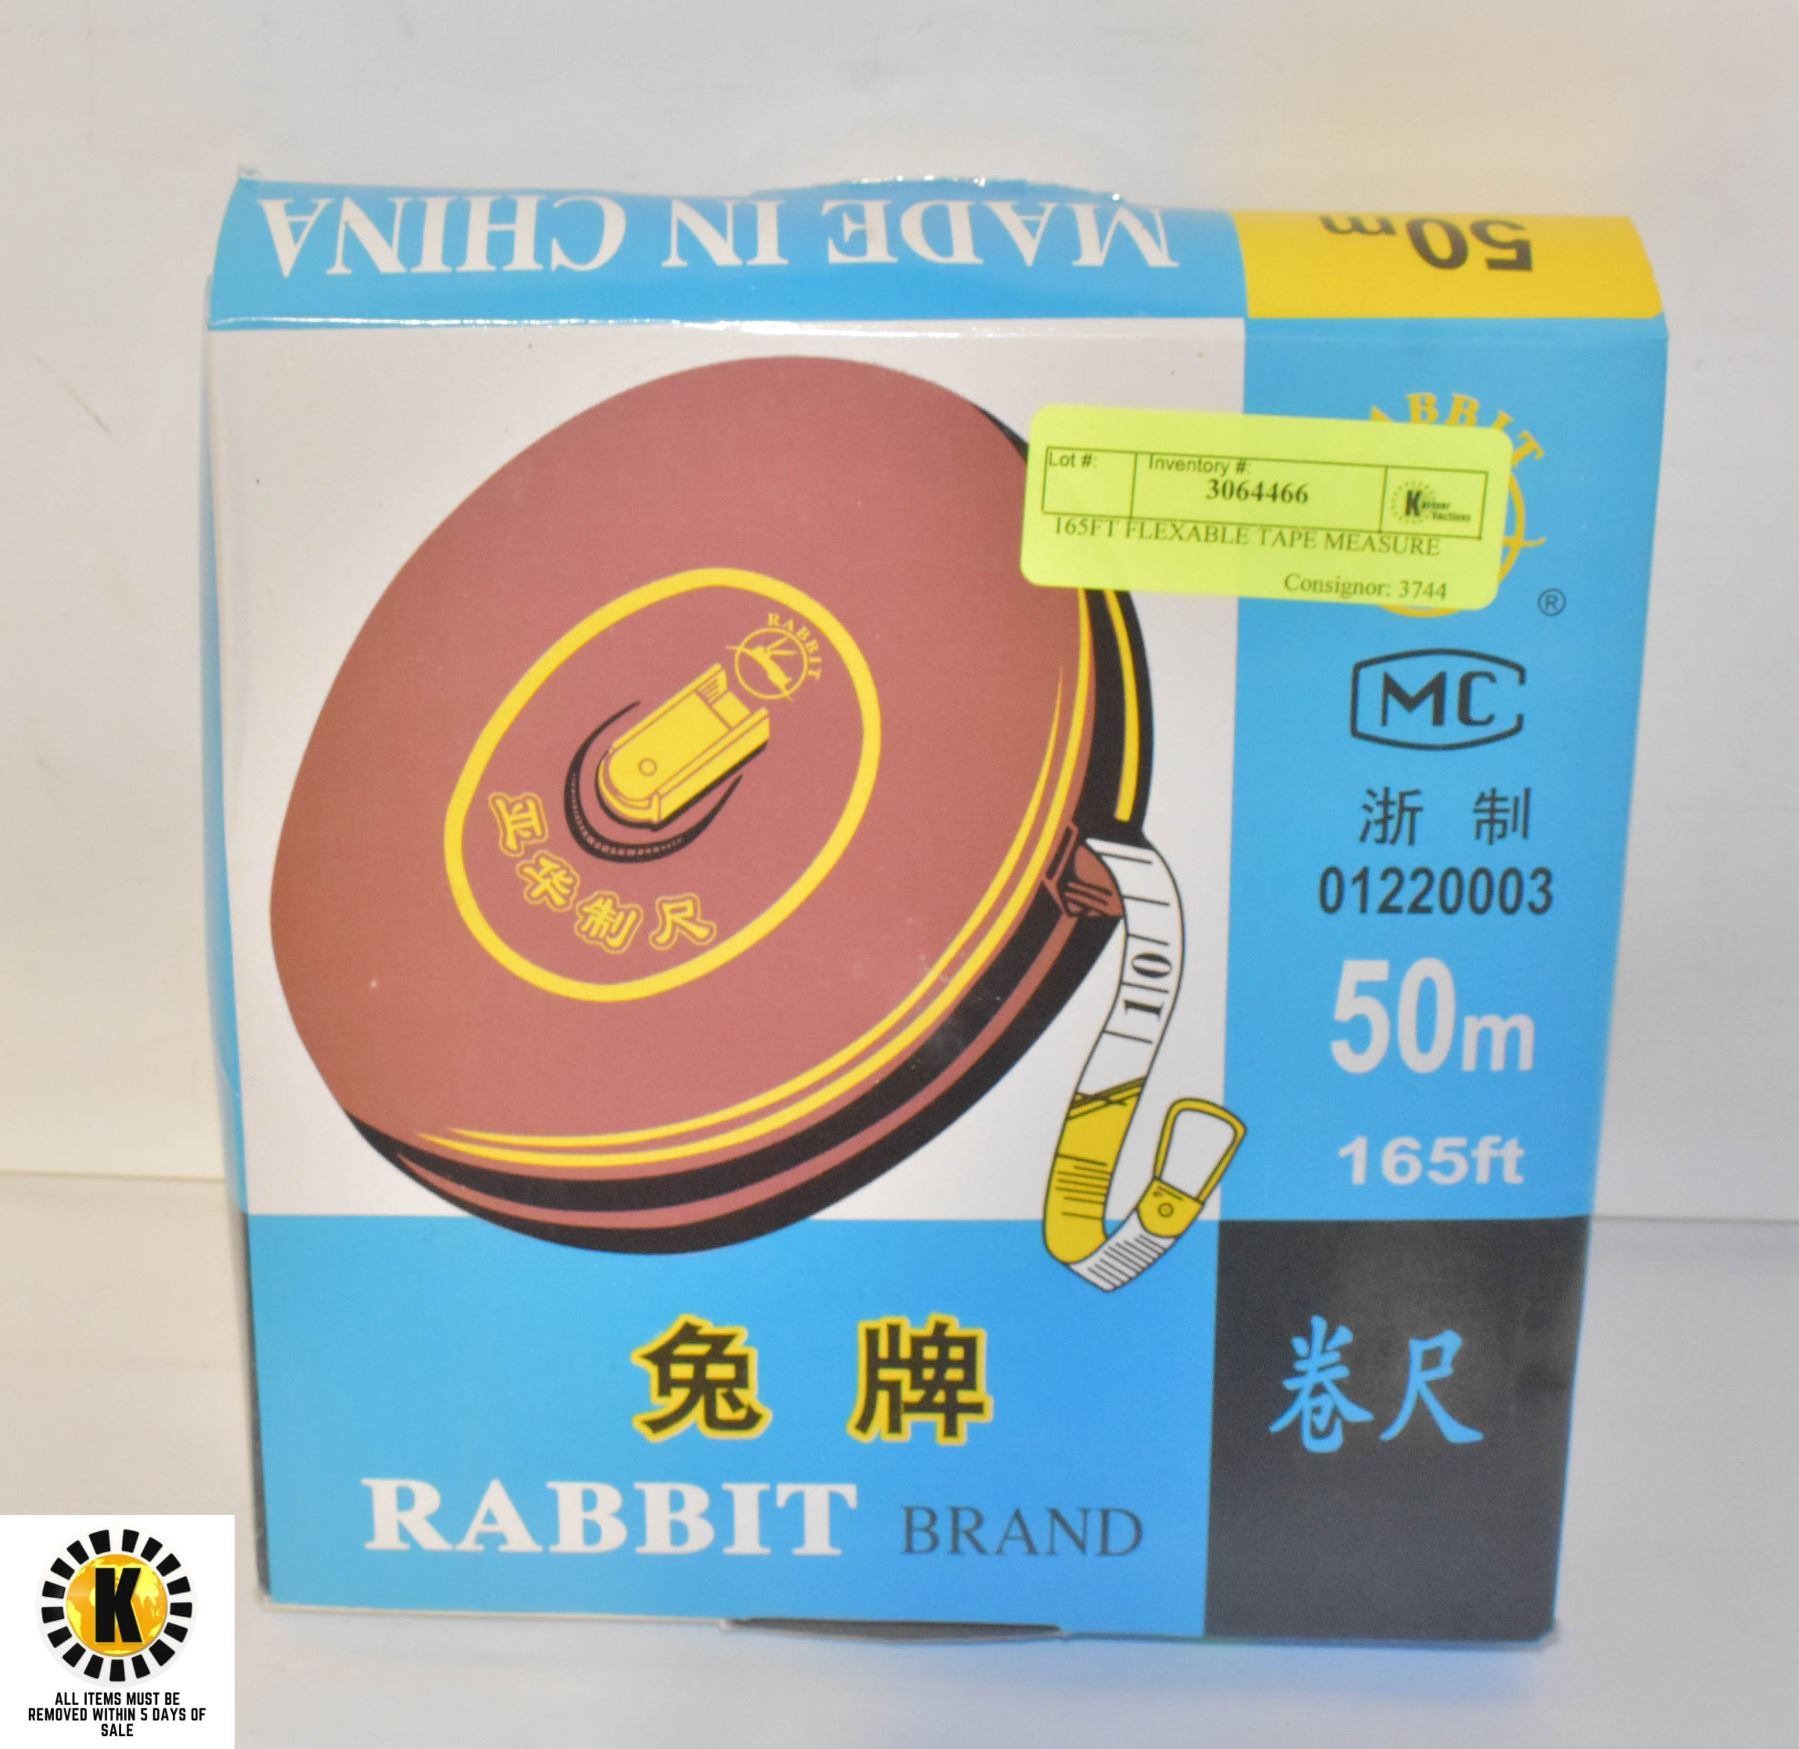 MADE IN CHINA
50m
RABBIT
Lot #:
Inventory #:
3064466
165FT FLEXABLE TAPE MEASURE
Consignor: 3744
®
MC
浙 制
01220003
50m
165ft
RABBIT
亚华制尺
10
兔 牌
RABBIT BRAND
卷尺
K
ALL ITEMS MUST BE
REMOVED WITHIN 5 DAYS OF
SALE